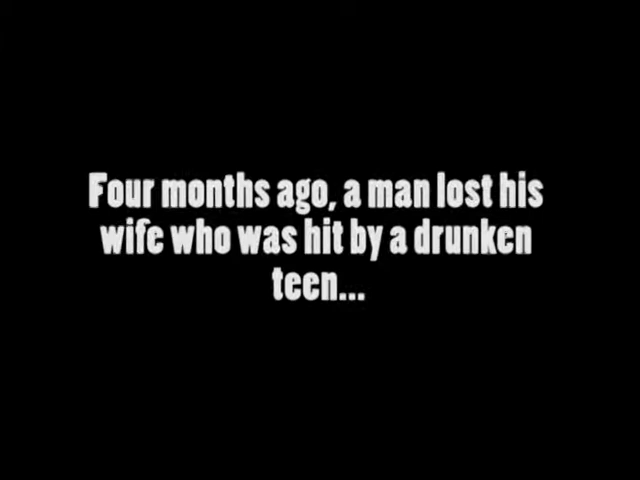 Four months ago, a man lost his
wife who was hit by a drunken
teen...